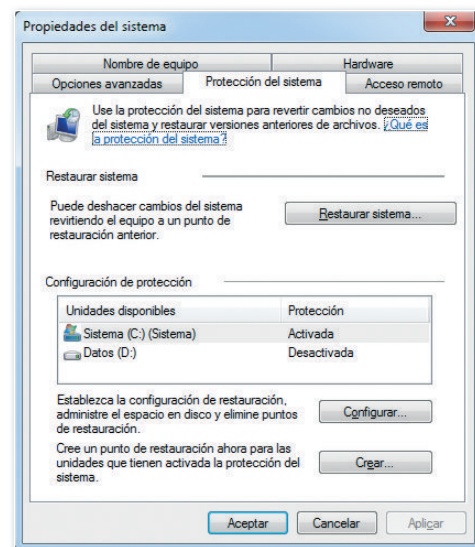 Propiedades del sistema
Nombre de equipo
Hardware
Opciones avanzadas
Protección del sistema
Acceso remoto
Use la protección del sistema para revertir cambios no deseados
del sistema y restaurar versiones anteriores de archivos. ¿Qué es
la protección del sistema?
Restaurar sistema
Puede deshacer cambios del sistema
revirtiendo el equipo a un punto de
restauración anterior.
Restaurar sistema...
Configuración de protección
Unidades disponibles Protección
Sistema (C:) (Sistema) Activada
Datos (D:) Desactivada
Establezca la configuración de restauración,
administre el espacio en disco y elimine puntos
de restauración.
Configurar...
Cree un punto de restauración ahora para las
unidades que tienen activada la protección del
sistema.
Crear...
Aceptar Cancelar Aplicar